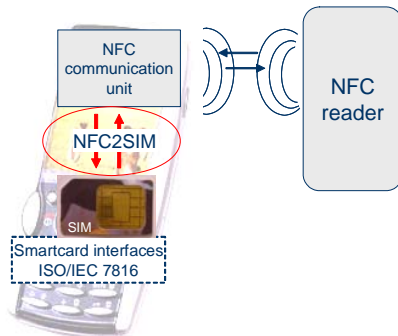 NFC
communication
unit
NFC
reader
NFC2SIM
SIM
Smartcard interfaces
ISO/IEC 7816